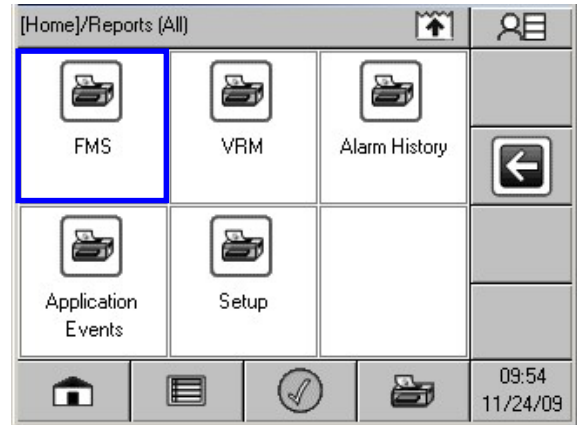 [Home]/Reports (All)
FMS
VRM
Alarm History
Application
Events
Setup
09:54
11/24/09